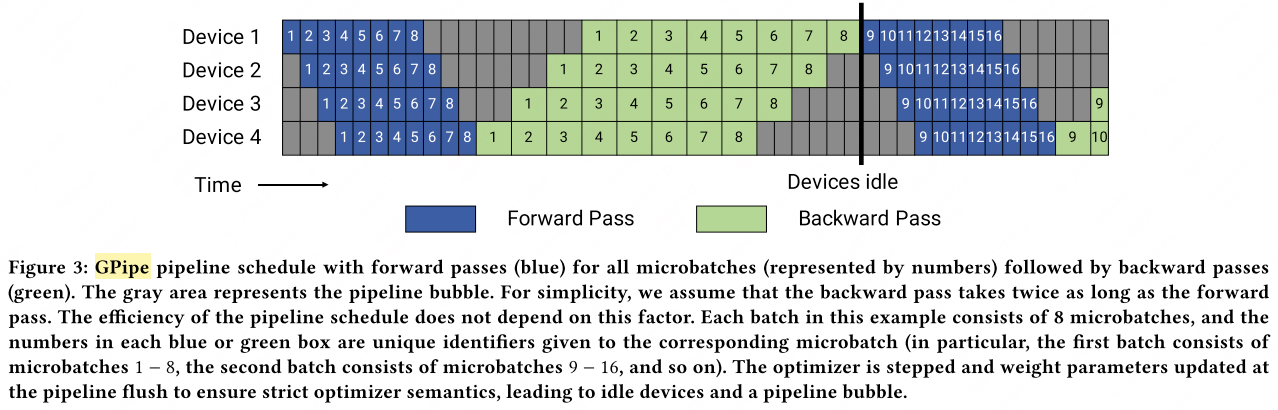 Device 1 1 2 3 4 5 6 7 8 1 2 3 4 5 6 7 8 9 10 11 12 13 14 15 16
Device 2 1 2 3 4 5 6 7 8 1 2 3 4 5 6 7 8 9 10 11 12 13 14 15 16
Device 3 1 2 3 4 5 6 7 8 1 2 3 4 5 6 7 8 9 10 11 12 13 14 15 16 9
Device 4 1 2 3 4 5 6 7 8 1 2 3 4 5 6 7 8 9 10 11 12 13 14 15 16 9 10
Time Devices idle
Forward Pass Backward Pass
Figure 3: GPipe pipeline schedule with forward passes (blue) for all microbatches (represented by numbers) followed by backward passes
(green). The gray area represents the pipeline bubble. For simplicity, we assume that the backward pass takes twice as long as the forward
pass. The efficiency of the pipeline schedule does not depend on this factor. Each batch in this example consists of 8 microbatches, and the
numbers in each blue or green box are unique identifiers given to the corresponding microbatch (in particular, the first batch consists of
microbatches 1 − 8, the second batch consists of microbatches 9 − 16, and so on). The optimizer is stepped and weight parameters updated at
the pipeline flush to ensure strict optimizer semantics, leading to idle devices and a pipeline bubble.